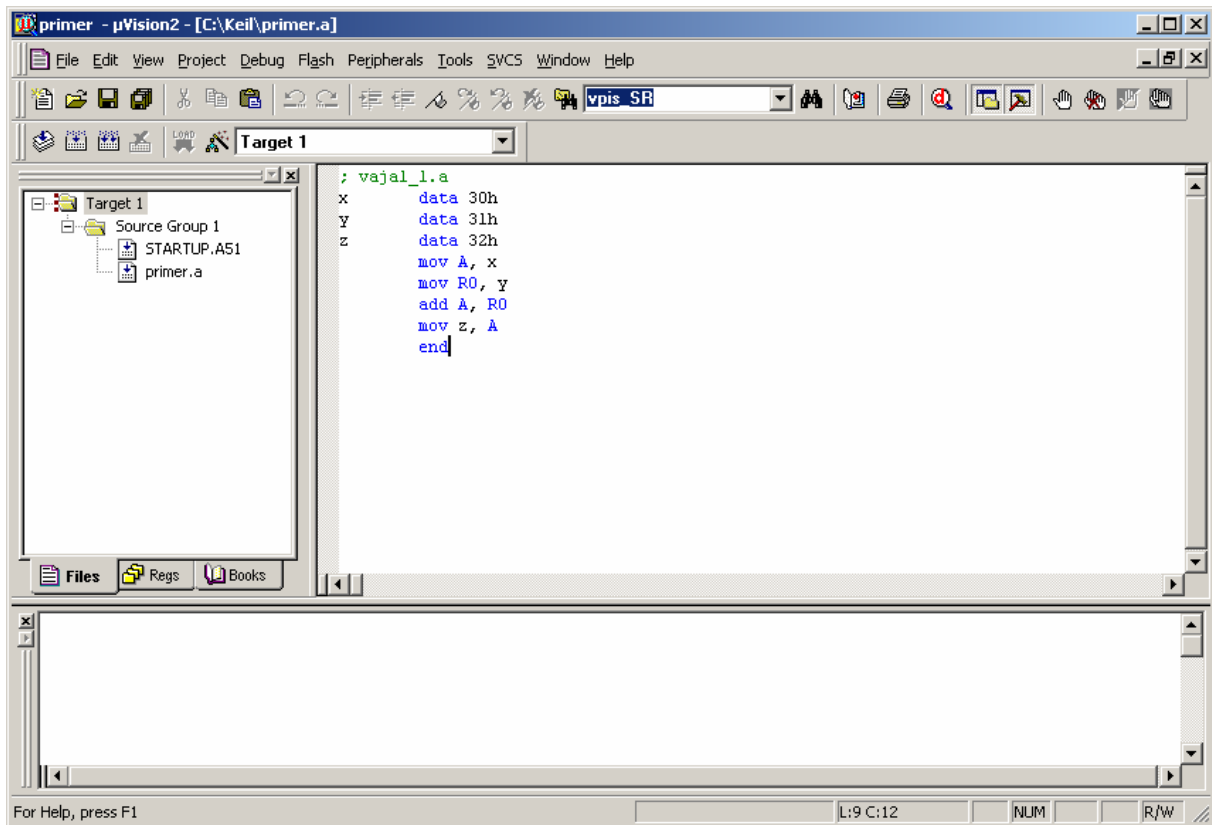 primer - µVision2 - [C:\Keil\primer.a]
File Edit View Project Debug Flash Peripherals Tools SVCS Window Help
vpis_SR
LOAD Target 1
; vajal_1.a
x data 30h
y data 31h
z data 32h
mov A, x
mov R0, y
add A, R0
mov z, A
end
Target 1
Source Group 1
STARTUP.A51
primer.a
Files Regs Books
For Help, press F1 L:9 C:12 NUM R/W